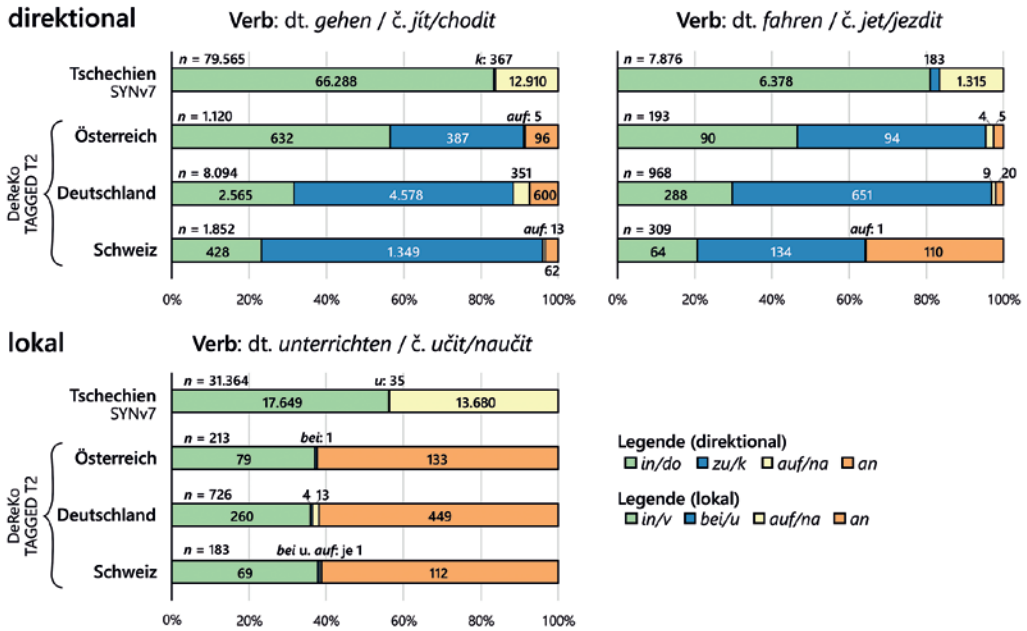 direktional
Verb: dt. gehen / č. jít/chodit
n = 79.565 k: 367
Tschechien 66.288 12.910
SYNv7
n = 1.120 auf: 5
Österreich 632 387 96
n = 8.094 351
Deutschland 2.565 4.578 600
n = 1.852 auf: 13
Schweiz 428 1.349
62
DeReKo
TAGGED T2
0% 20% 40% 60% 80% 100%
Verb: dt. fahren / č. jet/jezdit
n = 7.876 183
6.378 1.315
n = 193 4 5
90 94
n = 968 9 20
288 651
n = 309 auf: 1
64 134 110
0% 20% 40% 60% 80% 100%
lokal
Verb: dt. unterrichten / č. učit/naučit
n = 31.364 u: 35
Tschechien 17.649 13.680
SYNv7
n = 213 bei: 1
Österreich 79 133
n = 726 4 13
Deutschland 260 449
n = 183 bei u. auf: je 1
Schweiz 69 112
DeReKo
TAGGED T2
0% 20% 40% 60% 80% 100%
Legende (direktional)
in/do zu/k auf/na an
Legende (lokal)
in/v bei/u auf/na an